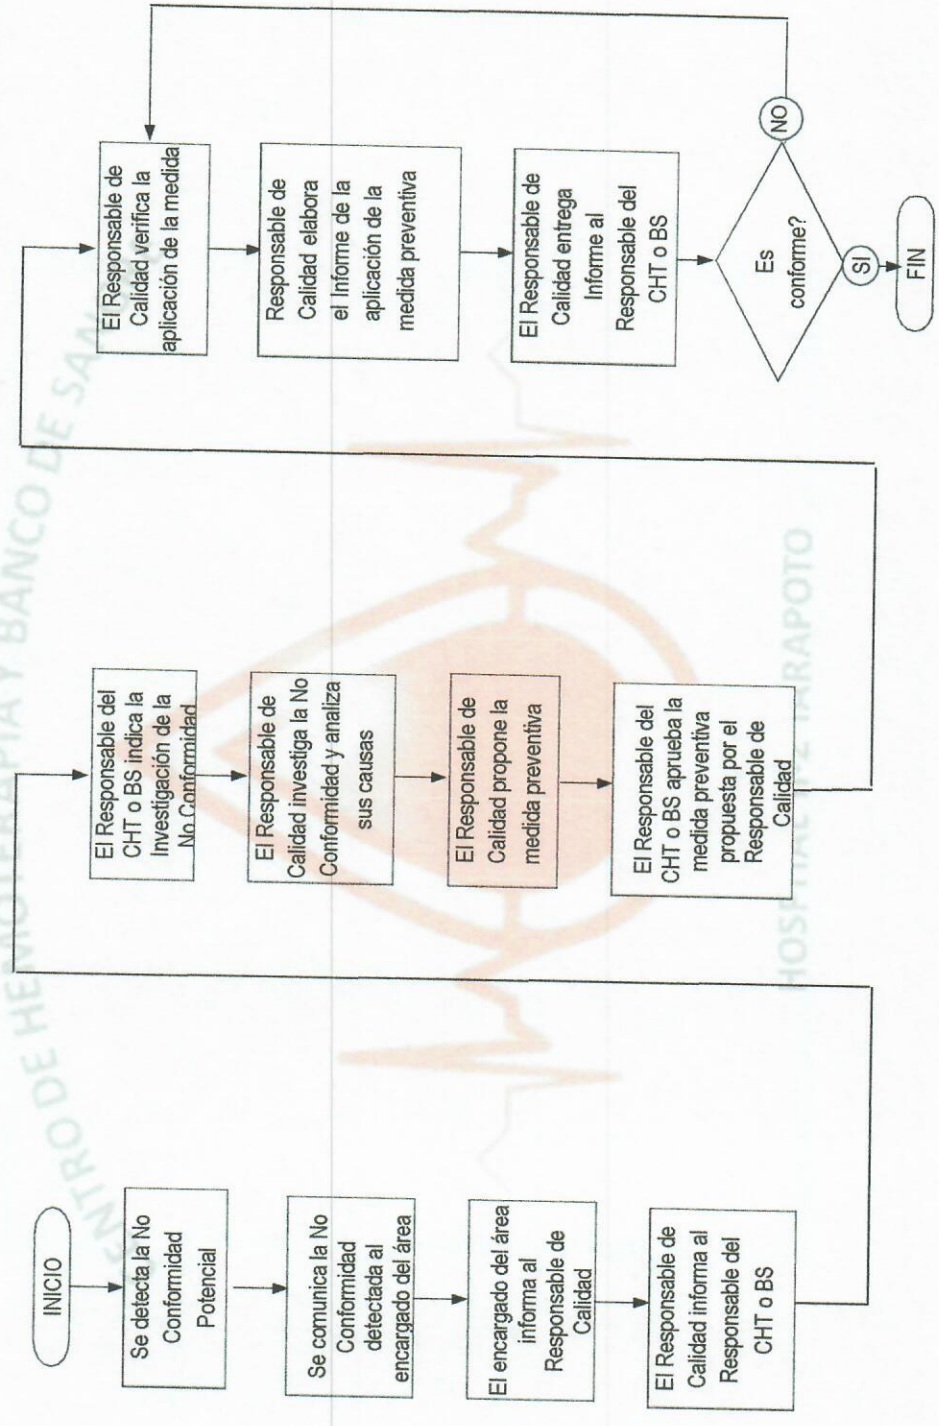 INICIO
Se detecta la No
Conformidad
Potencial
Se comunica la No
Conformidad
detectada al
encargado del área
El encargado del área
informa al
Responsable de
Calidad
El Responsable de
Calidad informa al
Responsable del
CHT o BS
El Responsable del
CHT o BS indica la
Investigación de la
No Conformidad
El Responsable de
Calidad investiga la No
Conformidad y analiza
sus causas
El Responsable de
Calidad propone la
medida preventiva
El Responsable del
CHT o BS aprueba la
medida preventiva
propuesta por el
Responsable de
Calidad
El Responsable de
Calidad verifica la
aplicación de la medida
Responsable de
Calidad elabora
el Informe de la
aplicación de la
medida preventiva
El Responsable de
Calidad entrega
Informe al
Responsable del
CHT o BS
Es
conforme?
NO
SI
FIN
DE HEMOTERAPIA Y BANCO DE
TARAPOTO